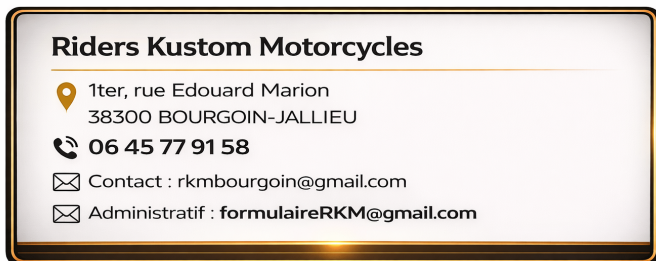 Riders Kustom Motorcycles
1ter, rue Edouard Marion
38300 BOURGOIN-JALLIEU
06 45 77 91 58
Contact : rkmbourgoin@gmail.com
Administratif : formulaireRKM@gmail.com